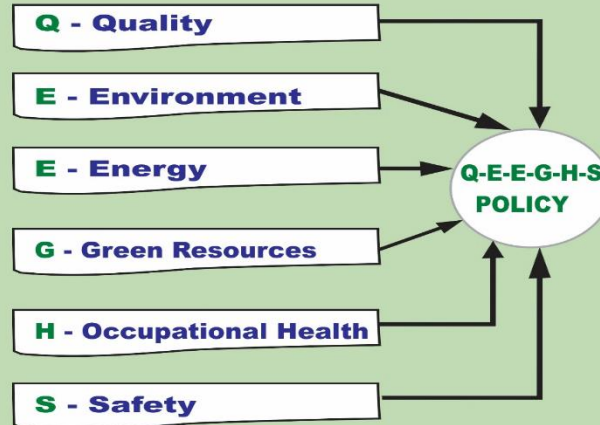 Q - Quality
E - Environment
E - Energy
G - Green Resources
H - Occupational Health
S - Safety
Q-E-E-G-H-S
POLICY